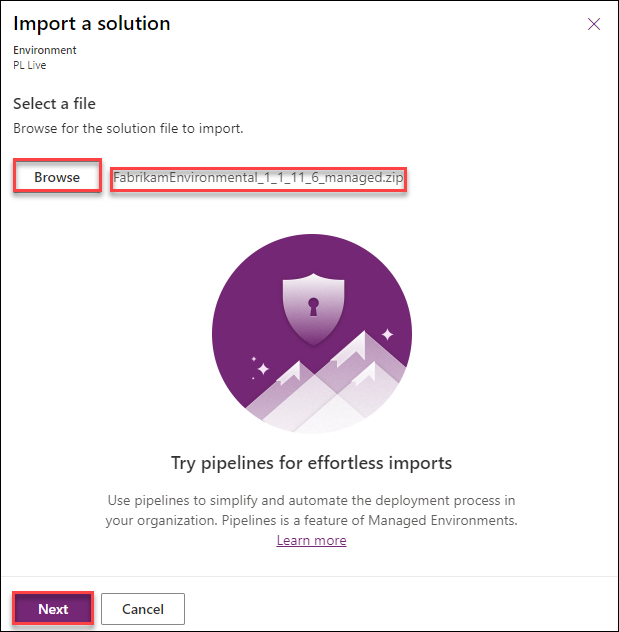 Import a solution
Environment
PL Live
Select a file
Browse for the solution file to import.
Browse FabrikamEnvironmental_1_1_11_6_managed.zip
Try pipelines for effortless imports
Use pipelines to simplify and automate the deployment process in
your organization. Pipelines is a feature of Managed Environments.
Learn more
Next Cancel